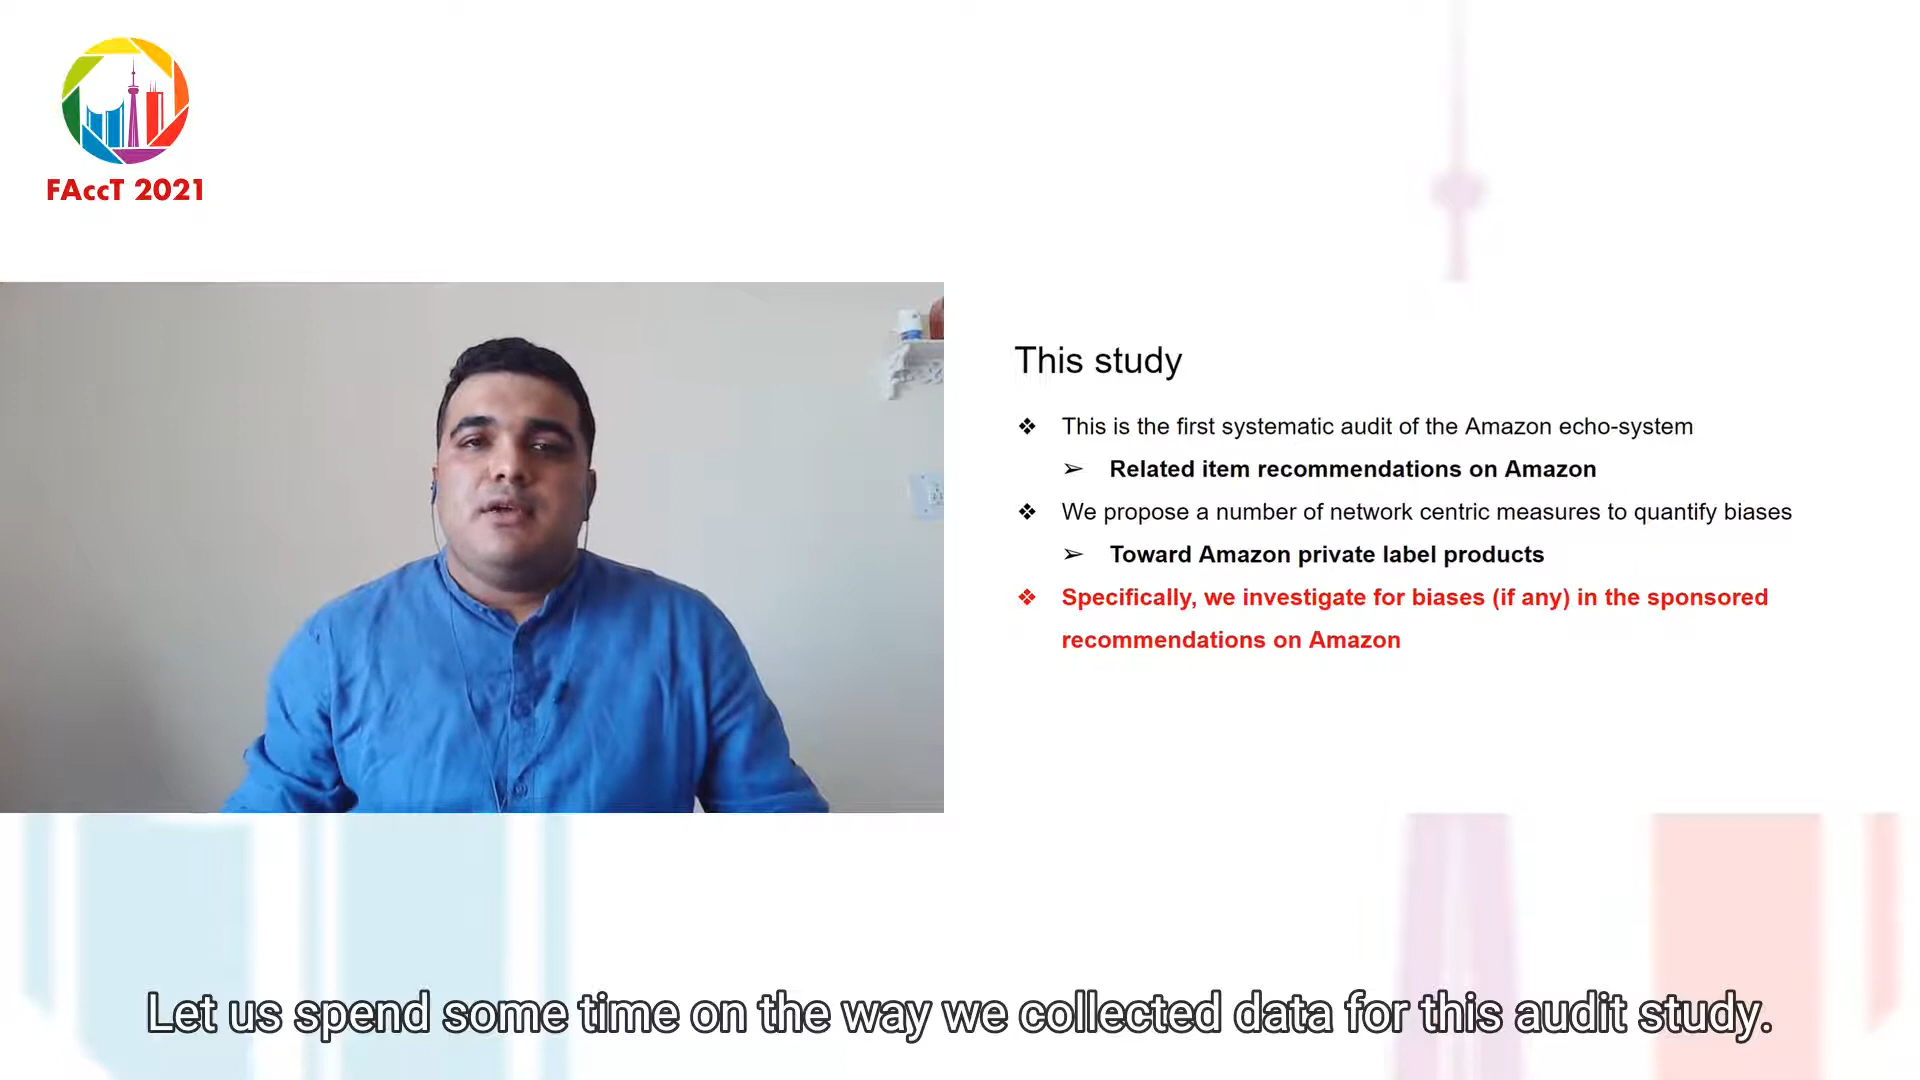 FAccT 2021
This study
❖ This is the first systematic audit of the Amazon echo-system
➢ Related item recommendations on Amazon
❖ We propose a number of network centric measures to quantify biases
➢ Toward Amazon private label products
❖ Specifically, we investigate for biases (if any) in the sponsored
recommendations on Amazon
Let us spend some time on the way we collected data for this audit study.